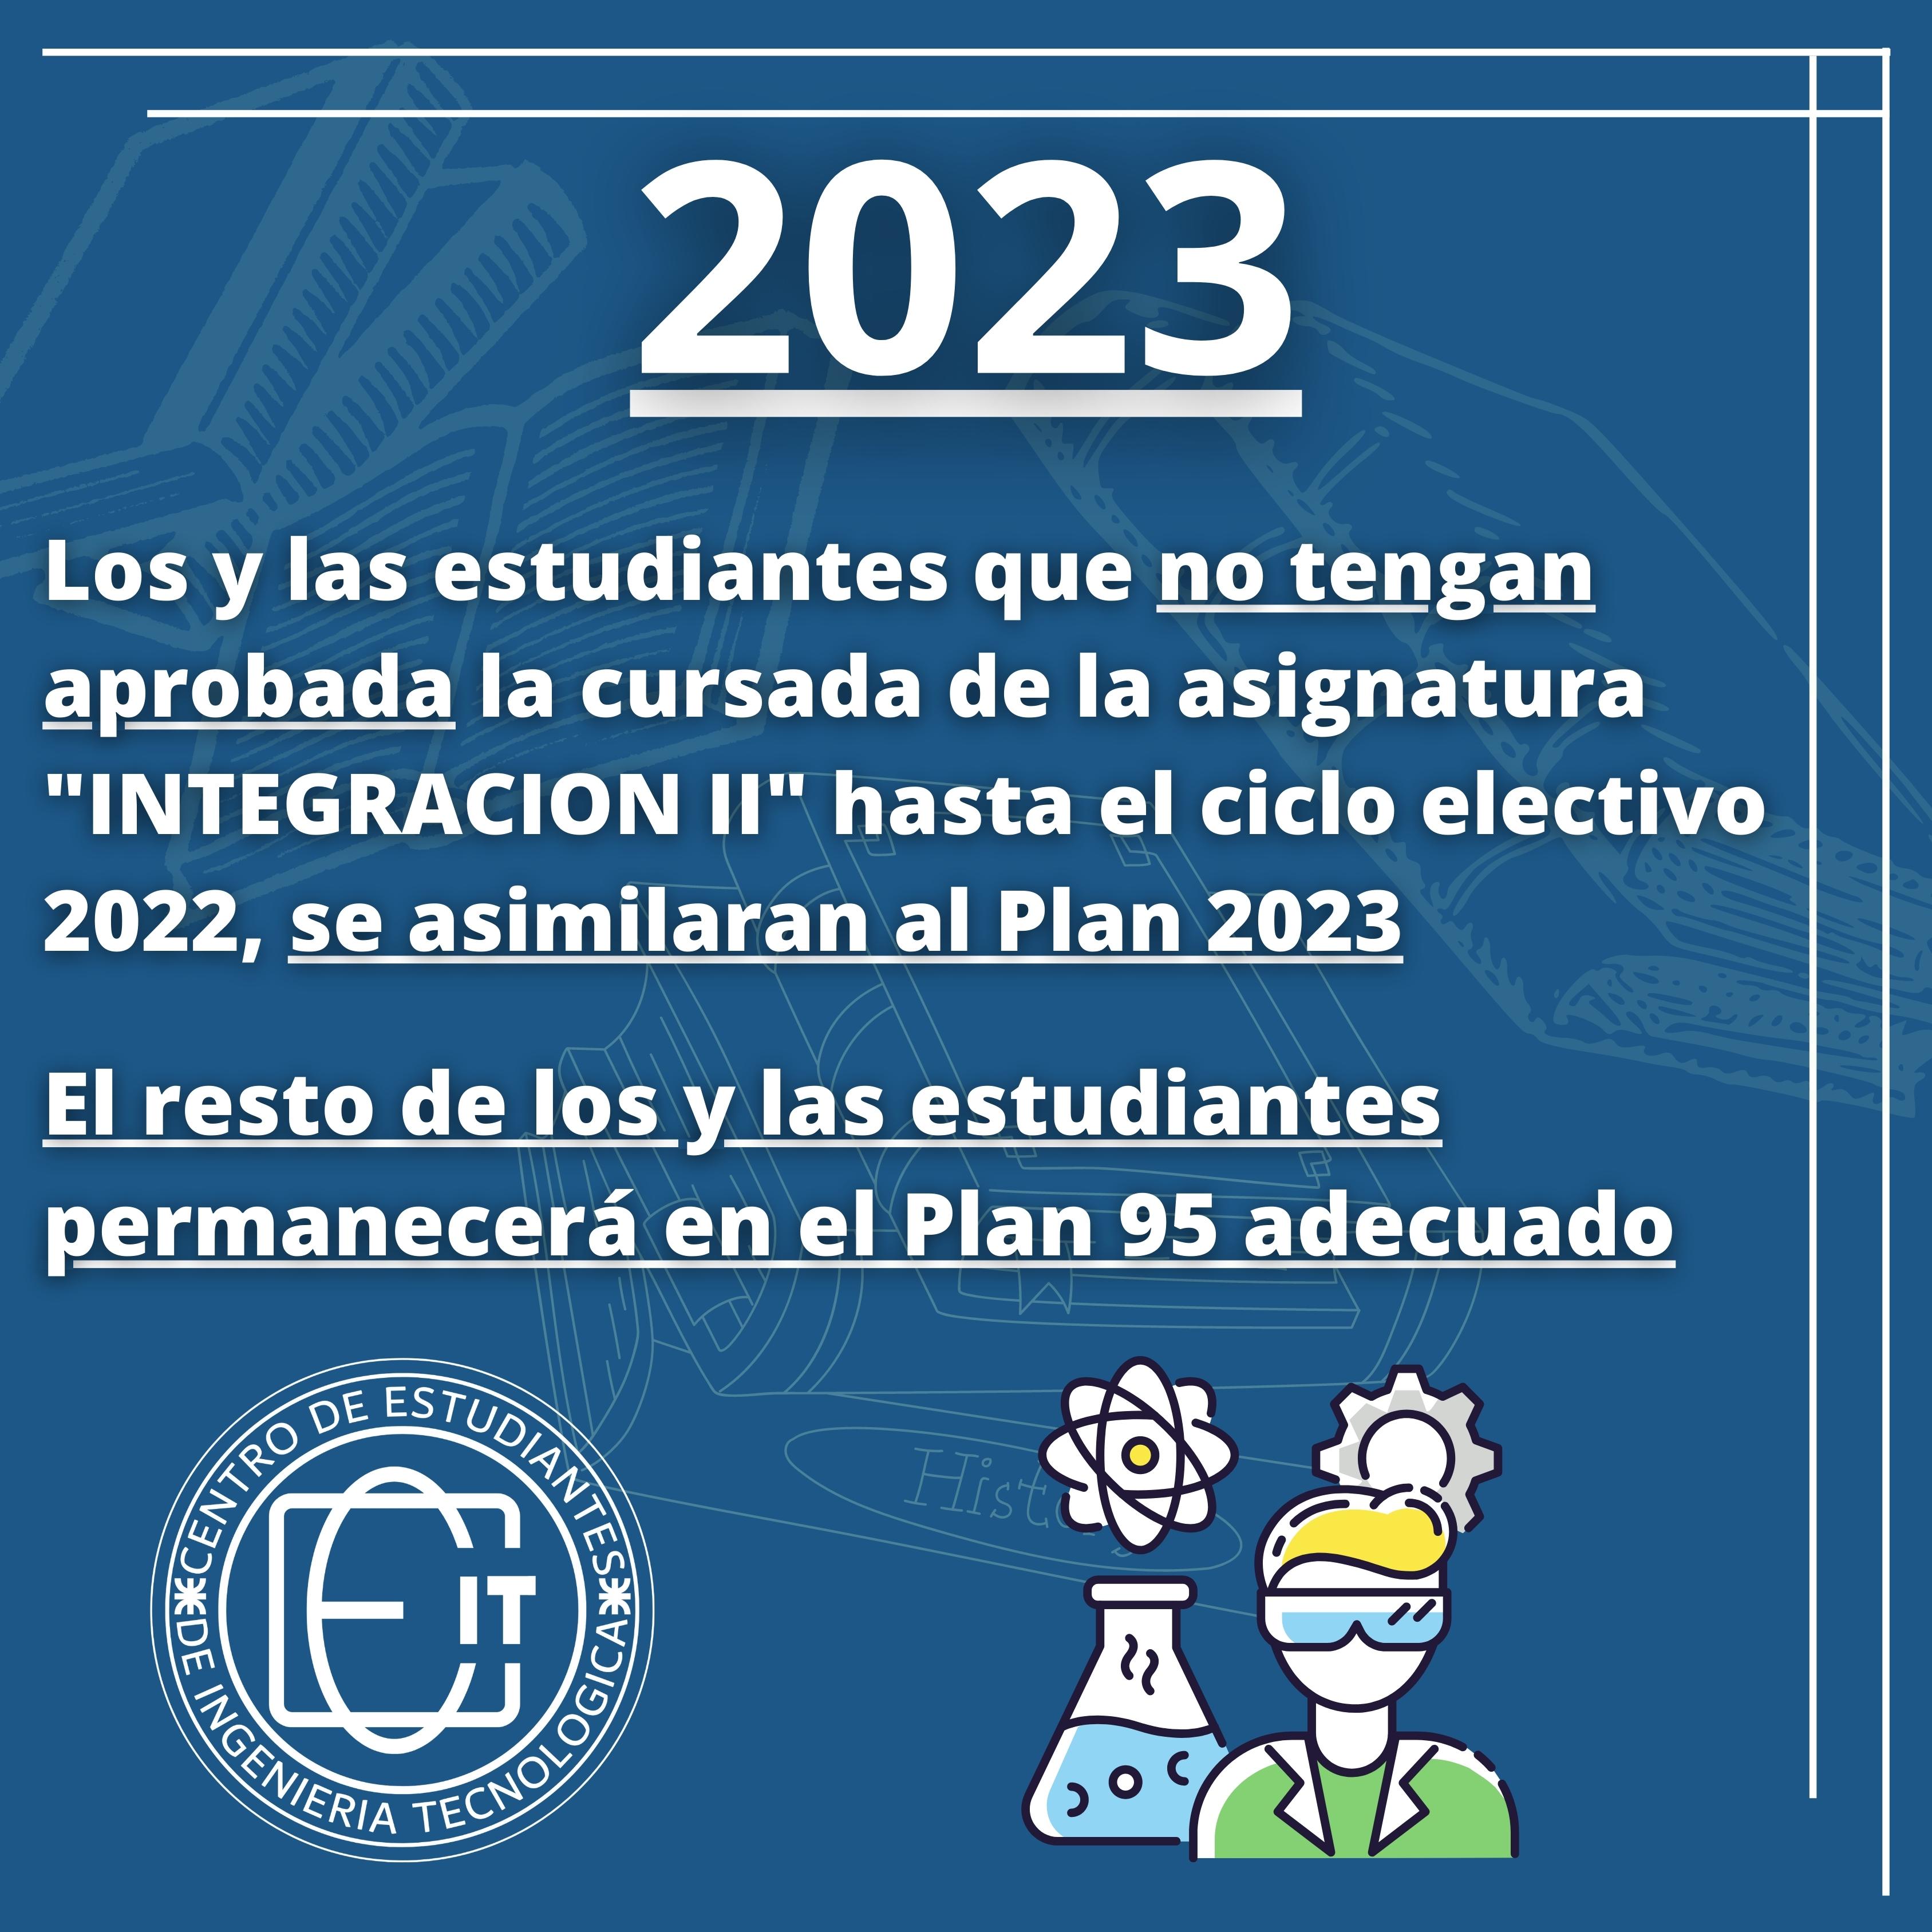 2023
Los y las estudiantes que no tengan
aprobada la cursada de la asignatura
"INTEGRACION II" hasta el ciclo electivo
2022, se asimilaran al Plan 2023
El resto de los y las estudiantes
permanecerá en el Plan 95 adecuado
CENTRO DE ESTUDIANTES
DE INGENIERIA TECNOLOGICA
CEIT